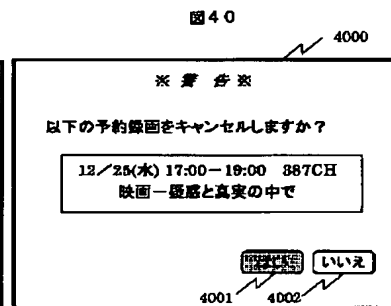 図40
4000
※ 警 告 ※
以下の予約録画をキャンセルしますか？
12／25(水) 17:00－19:00 387CH
映画－疑惑と真実の中で
はい いいえ
4001 4002